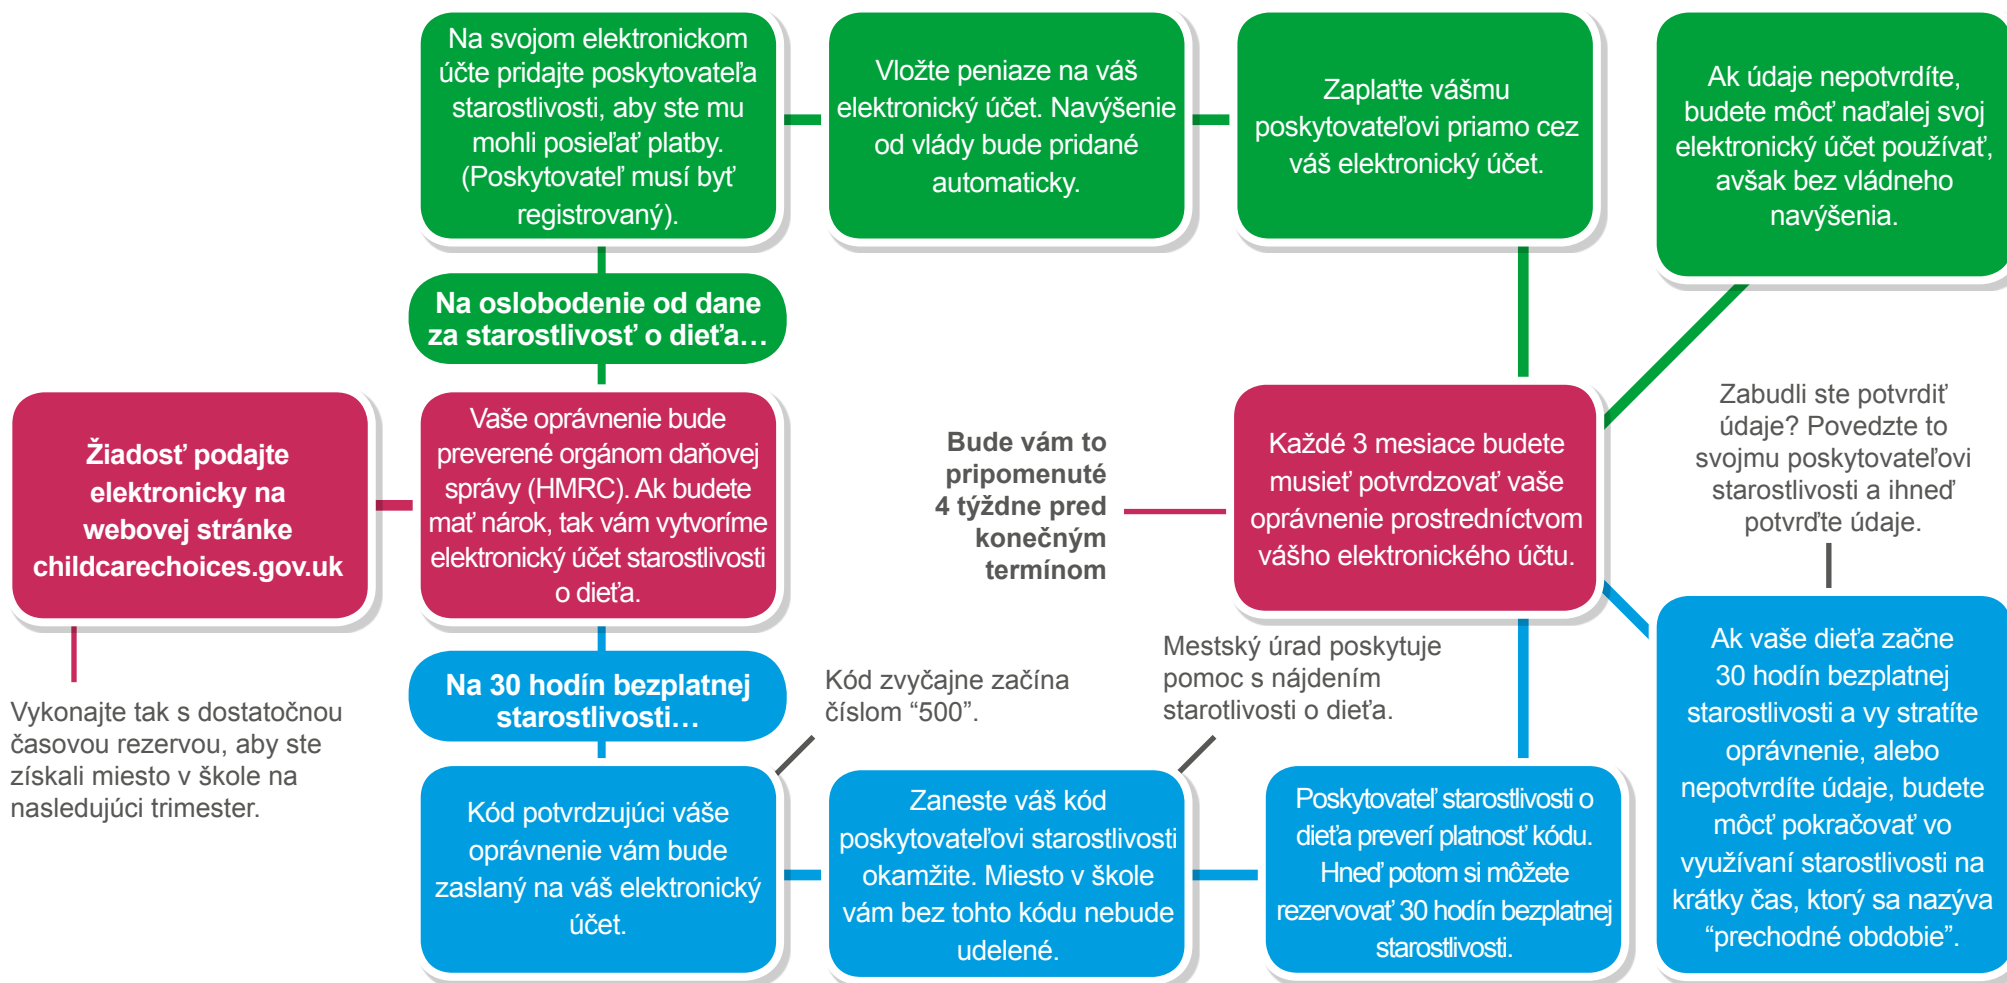 Na svojom elektronickom
účte pridajte poskytovateľa
starostlivosti, aby ste mu
mohli posieľať platby.
(Poskytovateľ musí byť
registrovaný).
Vložte peniaze na váš
elektronický účet. Navýšenie
od vlády bude pridané
automaticky.
Zaplaťte vášmu
poskytovateľovi priamo cez
váš elektronický účet.
Ak údaje nepotvrdíte,
budete môcť naďalej svoj
elektronický účet používať,
avšak bez vládneho
navýšenia.
Na oslobodenie od dane
za starostlivosť o dieťa…
Žiadosť podajte
elektronicky na
webovej stránke
childcarechoices.gov.uk
Vaše oprávnenie bude
preverené orgánom daňovej
správy (HMRC). Ak budete
mať nárok, tak vám vytvoríme
elektronický účet starostlivosti
o dieťa.
Bude vám to
pripomenuté
4 týždne pred
konečným
termínom
Každé 3 mesiace budete
musieť potvrdzovať vaše
oprávnenie prostredníctvom
vášho elektronického účtu.
Zabudli ste potvrdiť
údaje? Povedzte to
svojmu poskytovateľovi
starostlivosti a ihneď
potvrďte údaje.
Vykonajte tak s dostatočnou
časovou rezervou, aby ste
získali miesto v škole na
nasledujúci trimester.
Na 30 hodín bezplatnej
starostlivosti…
Kód zvyčajne začína
číslom “500”.
Mestský úrad poskytuje
pomoc s nájdením
starotlivosti o dieťa.
Kód potvrdzujúci váše
oprávnenie vám bude
zaslaný na váš elektronický
účet.
Zaneste váš kód
poskytovateľovi starostlivosti
okamžite. Miesto v škole
vám bez tohto kódu nebude
udelené.
Poskytovateľ starostlivosti o
dieťa preverí platnosť kódu.
Hneď potom si môžete
rezervovať 30 hodín bezplatnej
starostlivosti.
Ak vaše dieťa začne
30 hodín bezplatnej
starostlivosti a vy stratíte
oprávnenie, alebo
nepotvrdíte údaje, budete
môcť pokračovať vo
využívaní starostlivosti na
krátky čas, ktorý sa nazýva
“prechodné obdobie”.